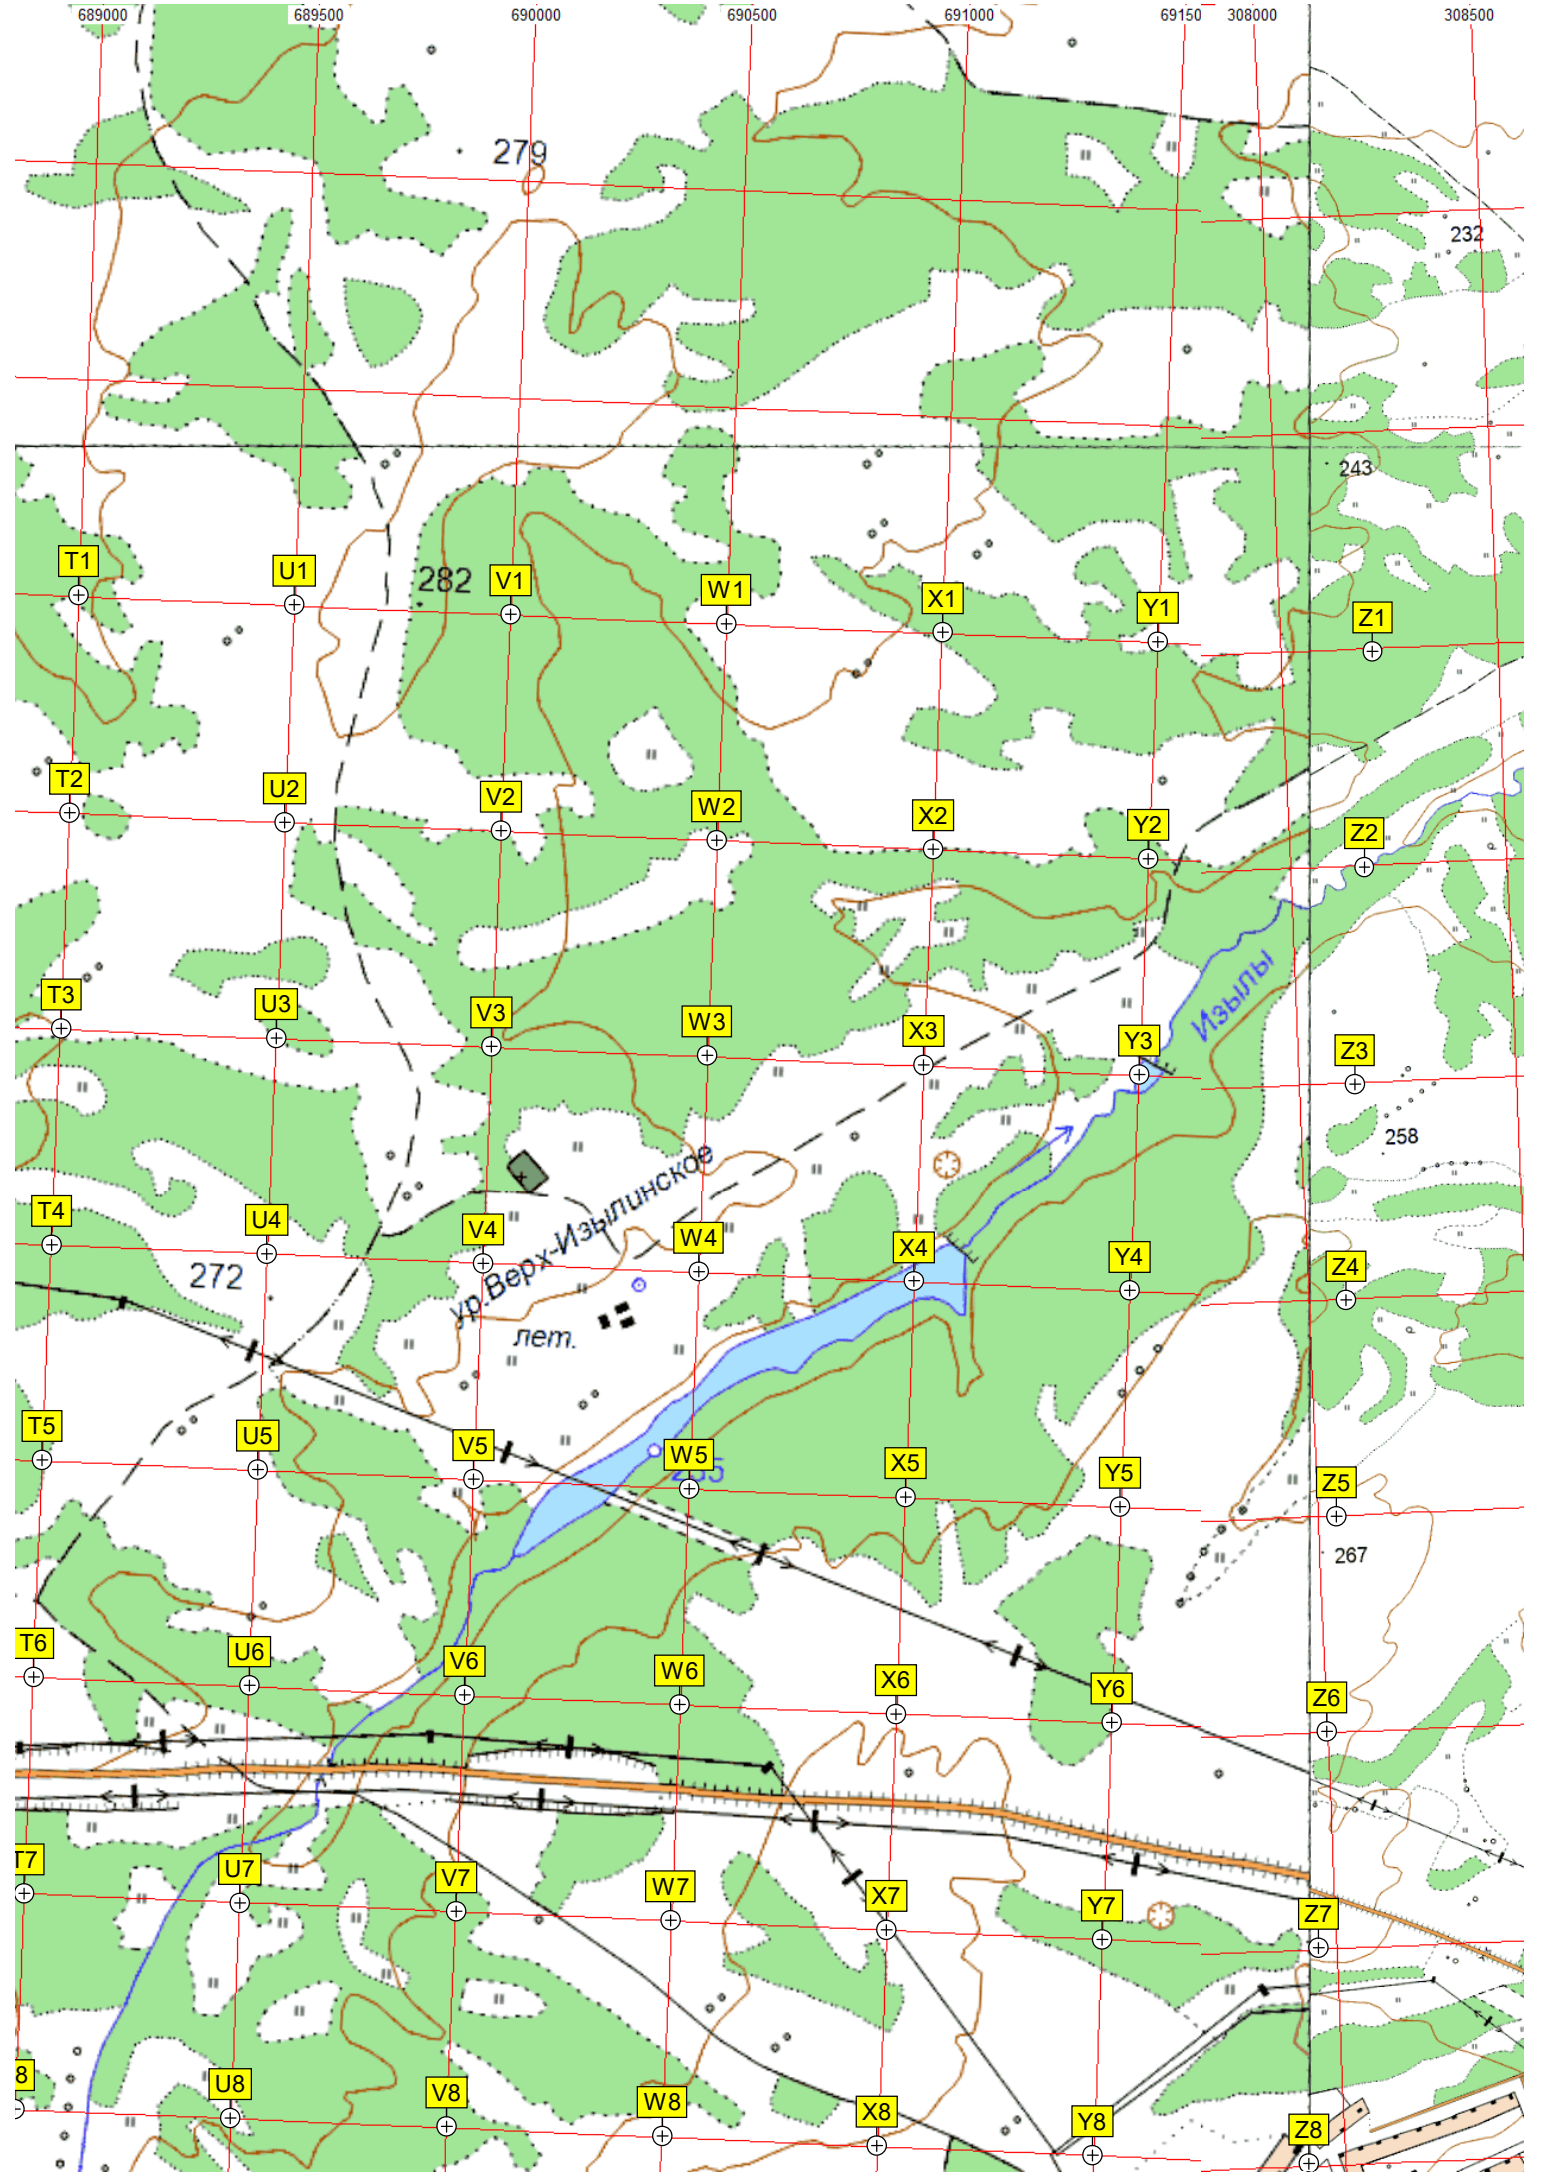 689000 689500 690000 690500 691000 69150 308000 308500
279
232
243
282
T1 U1 V1 W1 X1 Y1 Z1
T2 U2 V2 W2 X2 Y2 Z2
Изылы
T3 U3 V3 W3 X3 Y3 Z3
258
ур.Верх-Изылинское
T4 U4 V4 W4 X4 Y4 Z4
272
лет.
T5 U5 V5 W5 X5 Y5 Z5
267
T6 U6 V6 W6 X6 Y6 Z6
T7 U7 V7 W7 X7 Y7 Z7
8 U8 V8 W8 X8 Y8 Z8